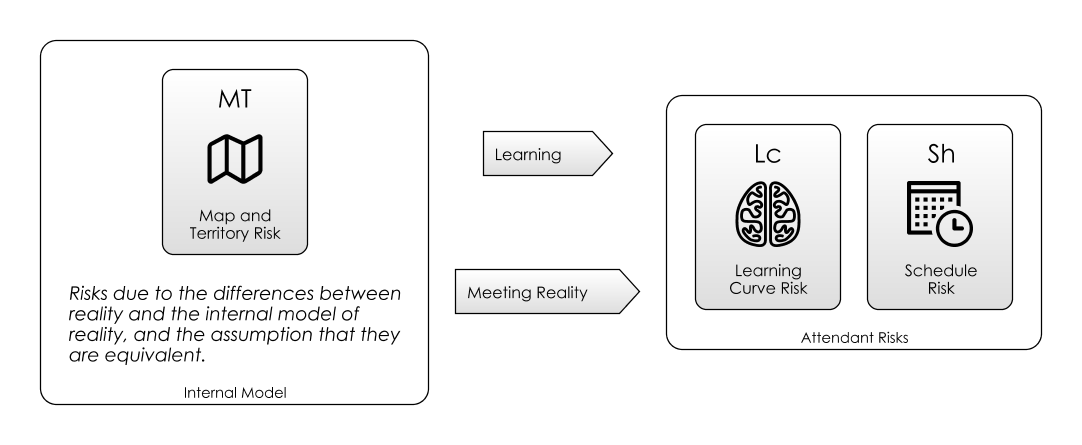 MT
Map and
Territory Risk
Risks due to the differences between
reality and the internal model of
reality, and the assumption that they
are equivalent.
Internal Model
Learning
Meeting Reality
Lc
Learning
Curve Risk
Sh
Schedule
Risk
Attendant Risks